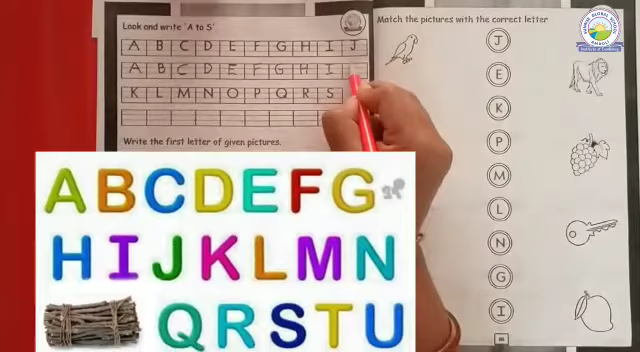 Look and write 'A to S'
A B C D E F G H I J
A B C D E F G H I
K L M N O P Q R S
Write the first letter of given pictures.
Match the pictures with the correct letter
J
E
K
P
M
L
N
G
I
A B C D E F G
H I J K L M N
Q R S T U